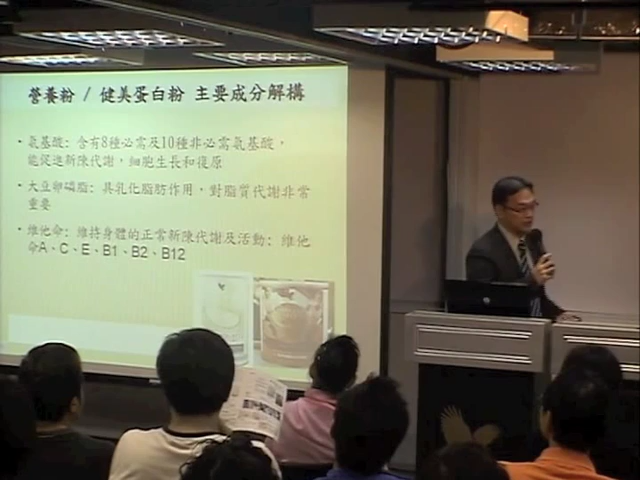 營養粉 / 健美蛋白粉 主要成分解構
• 氨基酸: 含有8種必需及10種非必需氨基酸,
能促進新陳代謝, 細胞生長和復原
• 大豆卵磷脂: 具乳化脂肪作用, 對脂質代謝非常
重要
• 維他命: 維持身體的正常新陳代謝及活動: 維他
命A、C、E、B1、B2、B12